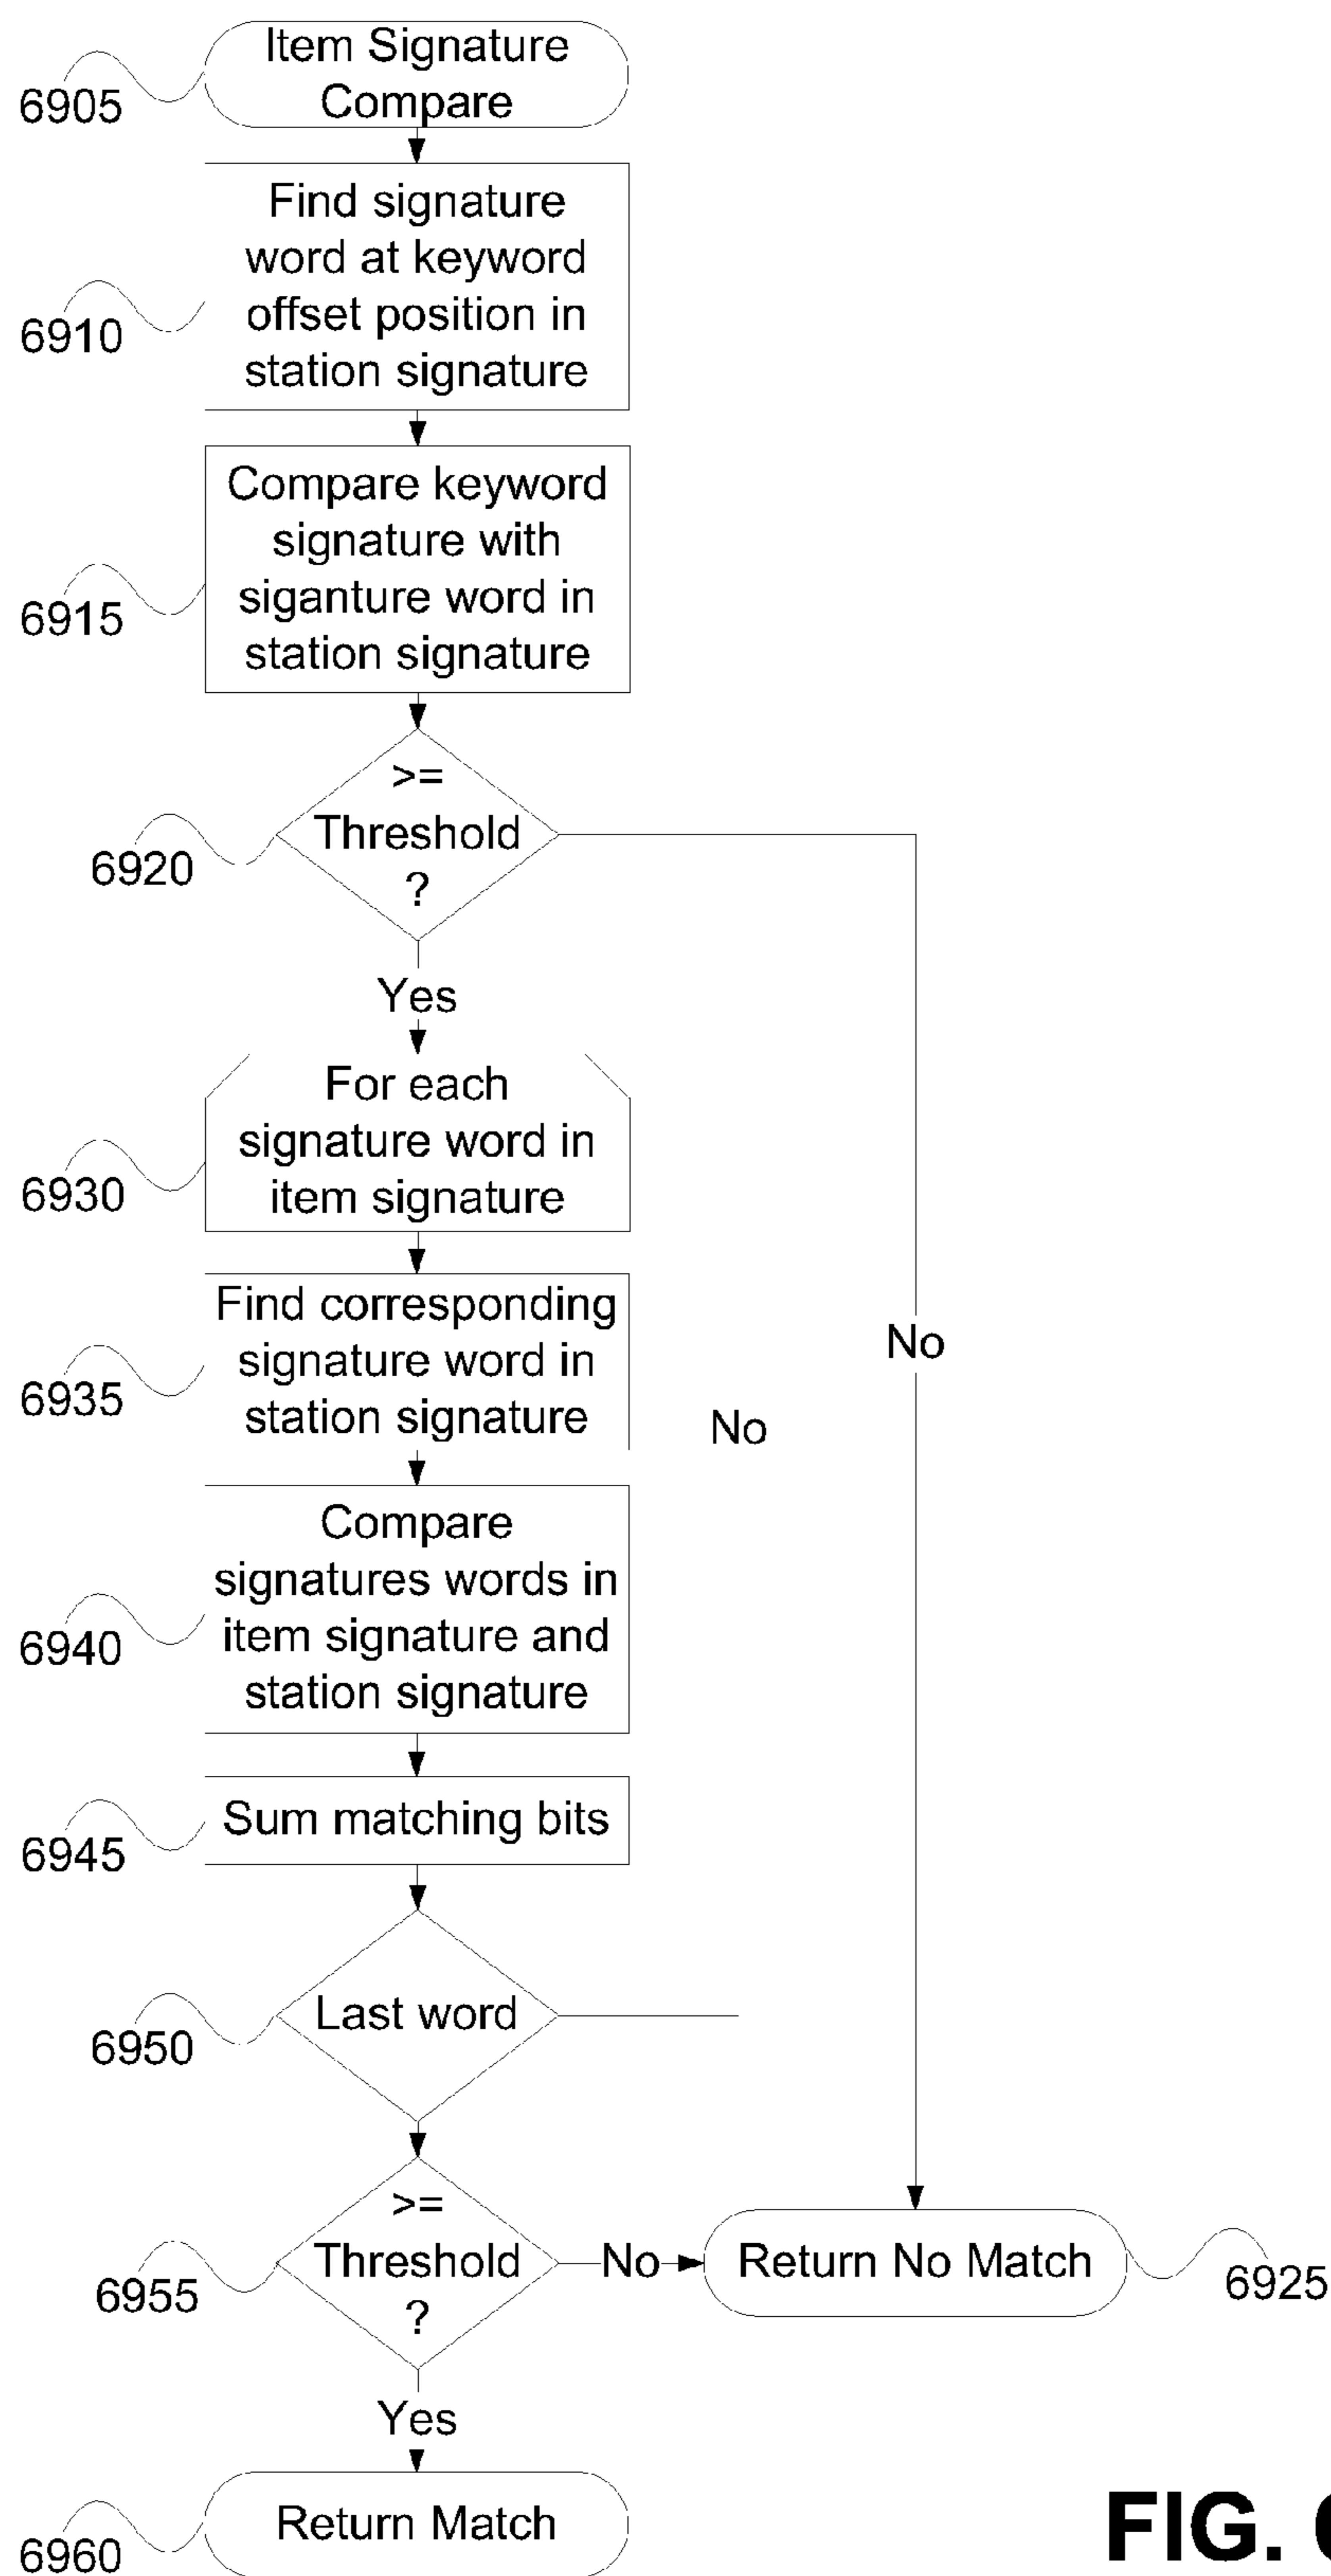 Item Signature
Compare
6905
Find signature
word at keyword
offset position in
station signature
6910
Compare keyword
signature with
siganture word in
station signature
6915
>=
Threshold
?
6920
Yes
For each
signature word in
item signature
6930
No
Find corresponding
signature word in
station signature
6935
No
Compare
signatures words in
item signature and
station signature
6940
Sum matching bits
6945
Last word
6950
>=
Threshold
?
6955
No
Return No Match
6925
Yes
Return Match
6960
FIG.